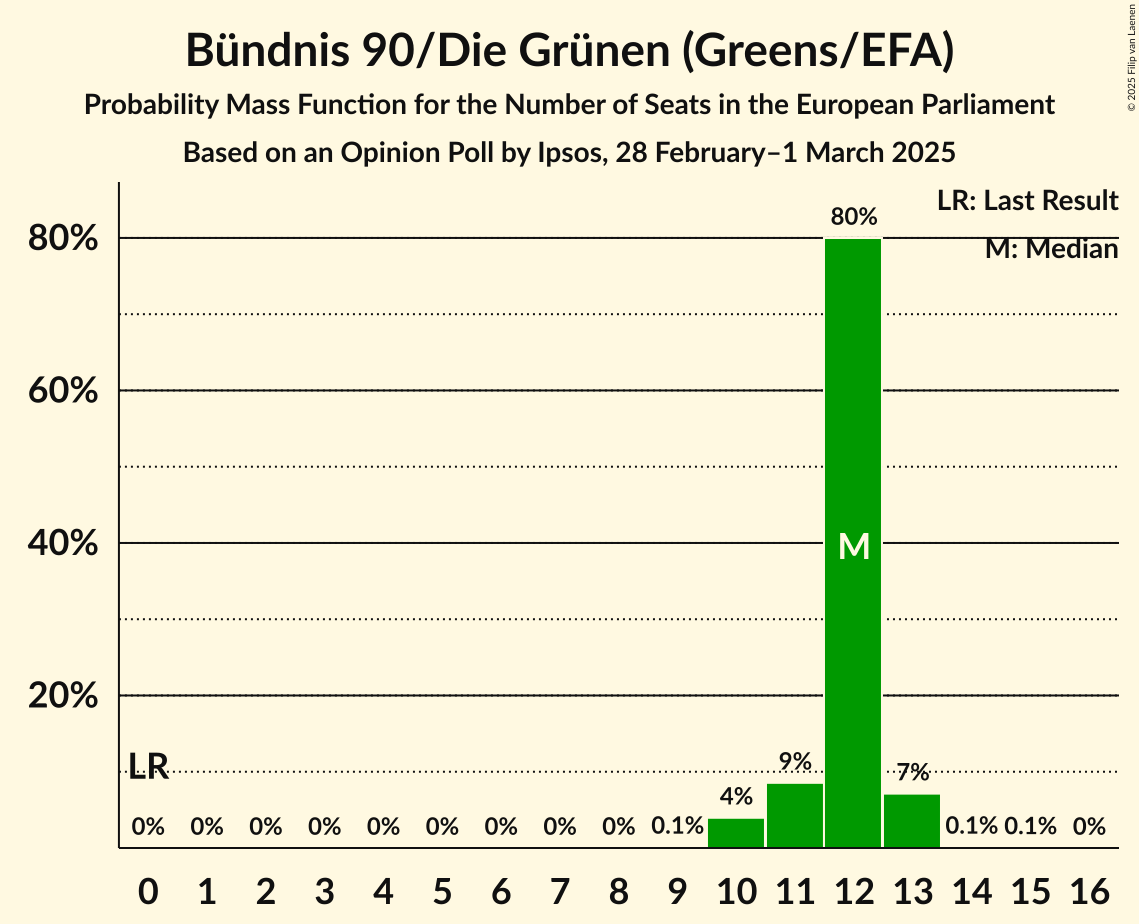 Bündnis 90/Die Grünen (Greens/EFA)
Probability Mass Function for the Number of Seats in the European Parliament
Based on an Opinion Poll by Ipsos, 28 February–1 March 2025
© 2025 Filip van Laenen
LR: Last Result
M: Median
80%
60%
40%
20%
LR
M
0% 0% 0% 0% 0% 0% 0% 0% 0% 0.1% 4% 9% 80% 7% 0.1% 0.1% 0%
0 1 2 3 4 5 6 7 8 9 10 11 12 13 14 15 16